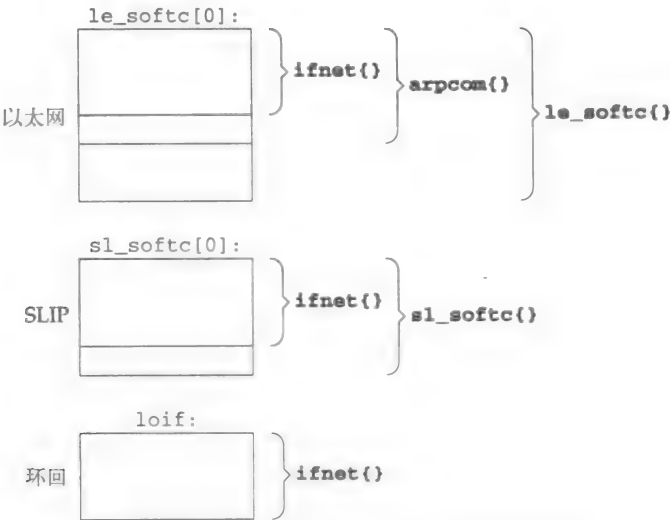 le_softc[0]:
以太网
ifnet{}
arpcom{}
le_softc{}
sl_softc[0]:
SLIP
ifnet{}
sl_softc{}
loif:
环回
ifnet{}